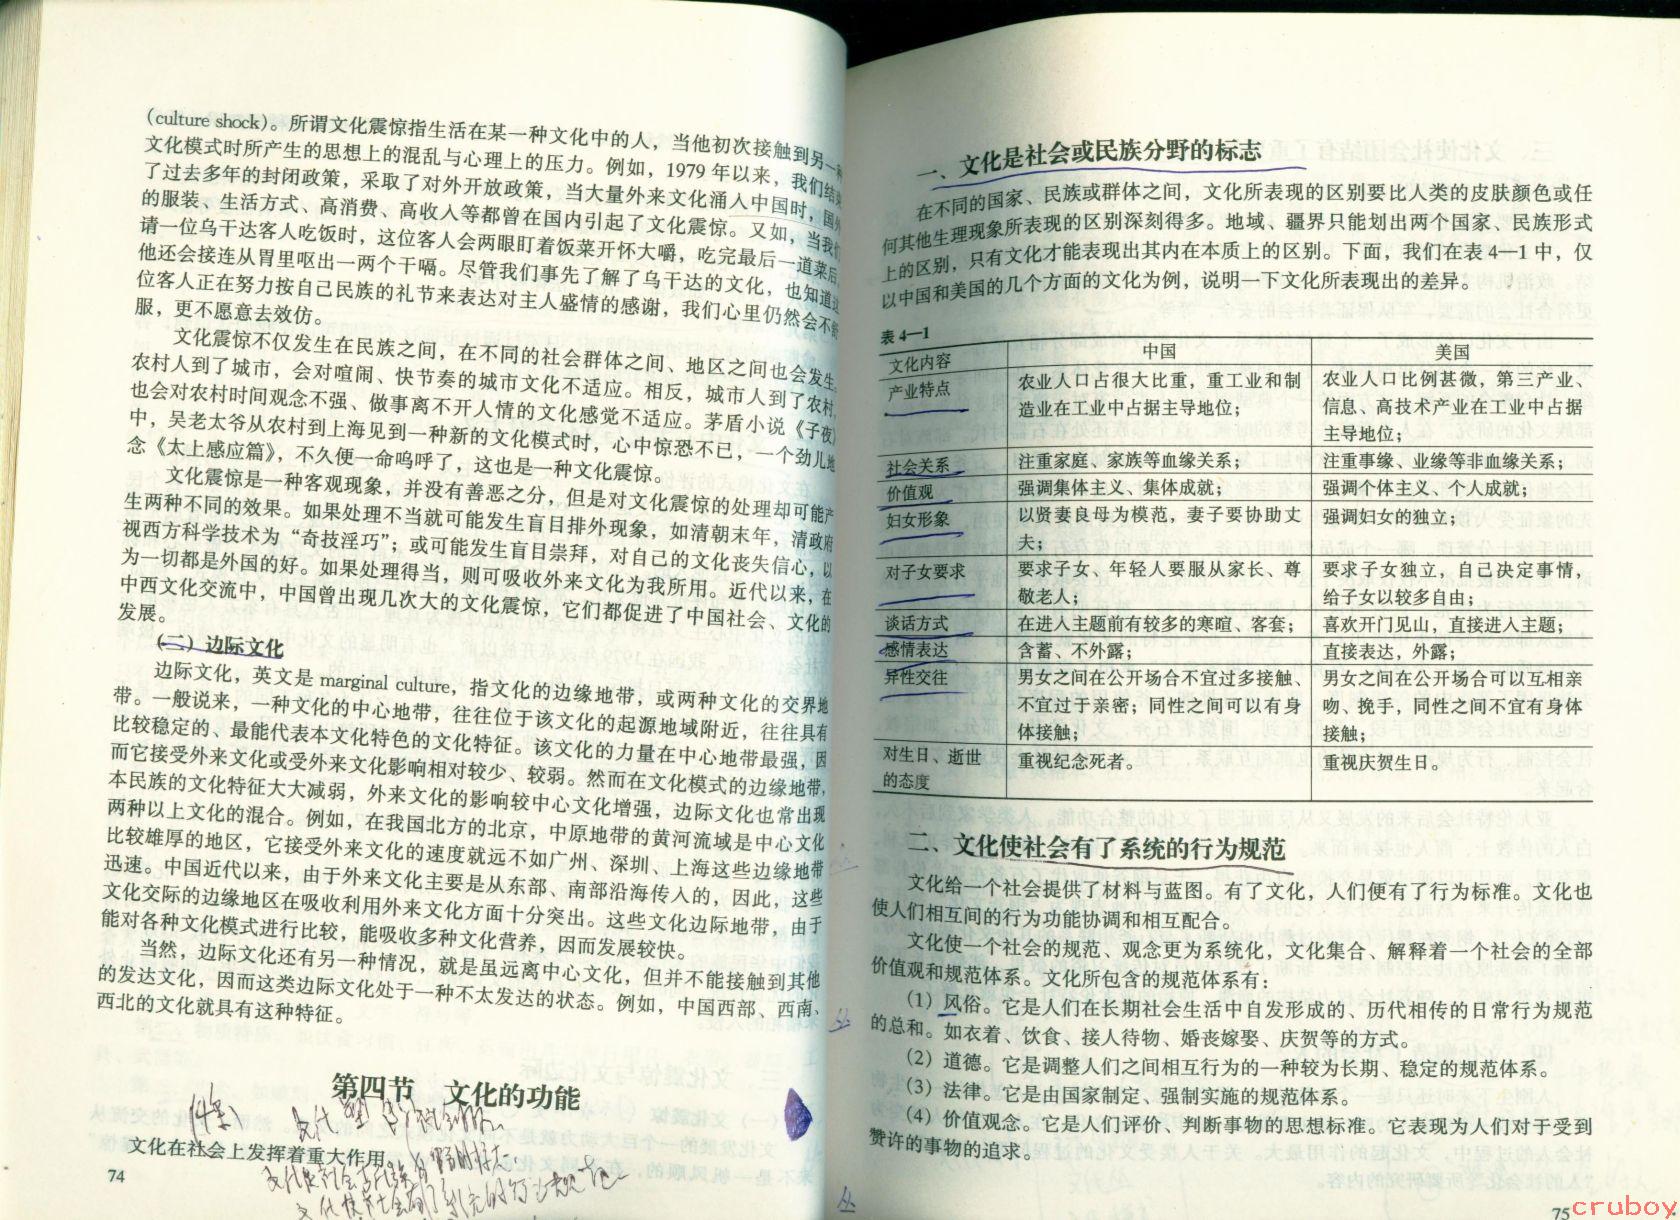 (culture shock)。所谓文化震惊指生活在某一种文化中的人，当他初次接触到另一种
文化模式时所产生的思想上的混乱与心理上的压力。例如，1979年以来，我们结束
了过去多年的封闭政策，采取了对外开放政策，当大量外来文化涌入中国时，国外
的服装、生活方式、高消费、高收入等都曾在国内引起了文化震惊。又如，当我们
请一位乌干达客人吃饭时，这位客人会两眼盯着饭菜开怀大嚼，吃完最后一道菜后，
他还会接连从胃里呕出一两个干嗝。尽管我们事先了解了乌干达的文化，也知道这
位客人正在努力按自己民族的礼节来表达对主人盛情的感谢，我们心里仍然会不舒
服，更不愿意去效仿。
文化震惊不仅发生在民族之间，在不同的社会群体之间、地区之间也会发生。
农村人到了城市，会对喧闹、快节奏的城市文化不适应。相反，城市人到了农村，
也会对农村时间观念不强、做事离不开人情的文化感觉不适应。茅盾小说《子夜》
中，吴老太爷从农村到上海见到一种新的文化模式时，心中惊恐不已，一个劲儿地
念《太上感应篇》，不久便一命呜呼了，这也是一种文化震惊。
文化震惊是一种客观现象，并没有善恶之分，但是对文化震惊的处理却可能产
生两种不同的效果。如果处理不当就可能发生盲目排外现象，如清朝末年，清政府
视西方科学技术为“奇技淫巧”；或可能发生盲目崇拜，对自己的文化丧失信心，以
为一切都是外国的好。如果处理得当，则可吸收外来文化为我所用。近代以来，在
中西文化交流中，中国曾出现几次大的文化震惊，它们都促进了中国社会、文化的
发展。
(二) 边际文化
边际文化，英文是 marginal culture，指文化的边缘地带，或两种文化的交界地
带。一般说来，一种文化的中心地带，往往位于该文化的起源地域附近，往往具有
比较稳定的、最能代表本文化特色的文化特征。该文化的力量在中心地带最强，因
而它接受外来文化或受外来文化影响相对较少、较弱。然而在文化模式的边缘地带，
本民族的文化特征大大减弱，外来文化的影响较中心文化增强，边际文化也常出现
两种以上文化的混合。例如，在我国北方的北京，中原地带的黄河流域是中心文化
比较雄厚的地区，它接受外来文化的速度就远不如广州、深圳、上海这些边缘地带
迅速。中国近代以来，由于外来文化主要是从东部、南部沿海传入的，因此，这些
文化交际的边缘地区在吸收利用外来文化方面十分突出。这些文化边际地带，由于
能对各种文化模式进行比较，能吸收多种文化营养，因而发展较快。
当然，边际文化还有另一种情况，就是虽远离中心文化，但并不能接触到其他
的发达文化，因而这类边际文化处于一种不太发达的状态。例如，中国西部、西南、
西北的文化就具有这种特征。
第四节 文化的功能
文化在社会上发挥着重大作用
74
一、文化是社会或民族分野的标志
在不同的国家、民族或群体之间，文化所表现的区别要比人类的皮肤颜色或任
何其他生理现象所表现的区别深刻得多。地域、疆界只能划出两个国家、民族形式
上的区别，只有文化才能表现出其内在本质上的区别。下面，我们在表4—1中，仅
以中国和美国的几个方面的文化为例，说明一下文化所表现出的差异。
表4—1
文化内容 中国 美国
产业特点 农业人口占很大比重，重工业和制 农业人口比例甚微，第三产业、
造业在工业中占据主导地位； 信息、高技术产业在工业中占据
主导地位；
社会关系 注重家庭、家族等血缘关系； 注重事缘、业缘等非血缘关系；
价值观 强调集体主义、集体成就； 强调个体主义、个人成就；
妇女形象 以贤妻良母为模范，妻子要协助丈 强调妇女的独立；
夫；
对子女要求 要求子女、年轻人要服从家长、尊 要求子女独立，自己决定事情，
敬老人； 给子女以较多自由；
谈话方式 在进入主题前有较多的寒暄、客套； 喜欢开门见山，直接进入主题；
感情表达 含蓄、不外露； 直接表达，外露；
异性交往 男女之间在公开场合不宜过多接触、 男女之间在公开场合可以互相亲
不宜过于亲密；同性之间可以有身 吻、挽手，同性之间不宜有身体
体接触； 接触；
对生日、逝世 重视纪念死者。 重视庆贺生日。
的态度
二、文化使社会有了系统的行为规范
文化给一个社会提供了材料与蓝图。有了文化，人们便有了行为标准。文化也
使人们相互间的行为功能协调和相互配合。
文化使一个社会的规范、观念更为系统化，文化集合、解释着一个社会的全部
价值观和规范体系。文化所包含的规范体系有：
(1) 风俗。它是人们在长期社会生活中自发形成的、历代相传的日常行为规范
的总和。如衣着、饮食、接人待物、婚丧嫁娶、庆贺等的方式。
(2) 道德。它是调整人们之间相互行为的一种较为长期、稳定的规范体系。
(3) 法律。它是由国家制定、强制实施的规范体系。
(4) 价值观念。它是人们评价、判断事物的思想标准。它表现为人们对于受到
赞许的事物的追求。
75
cruboy